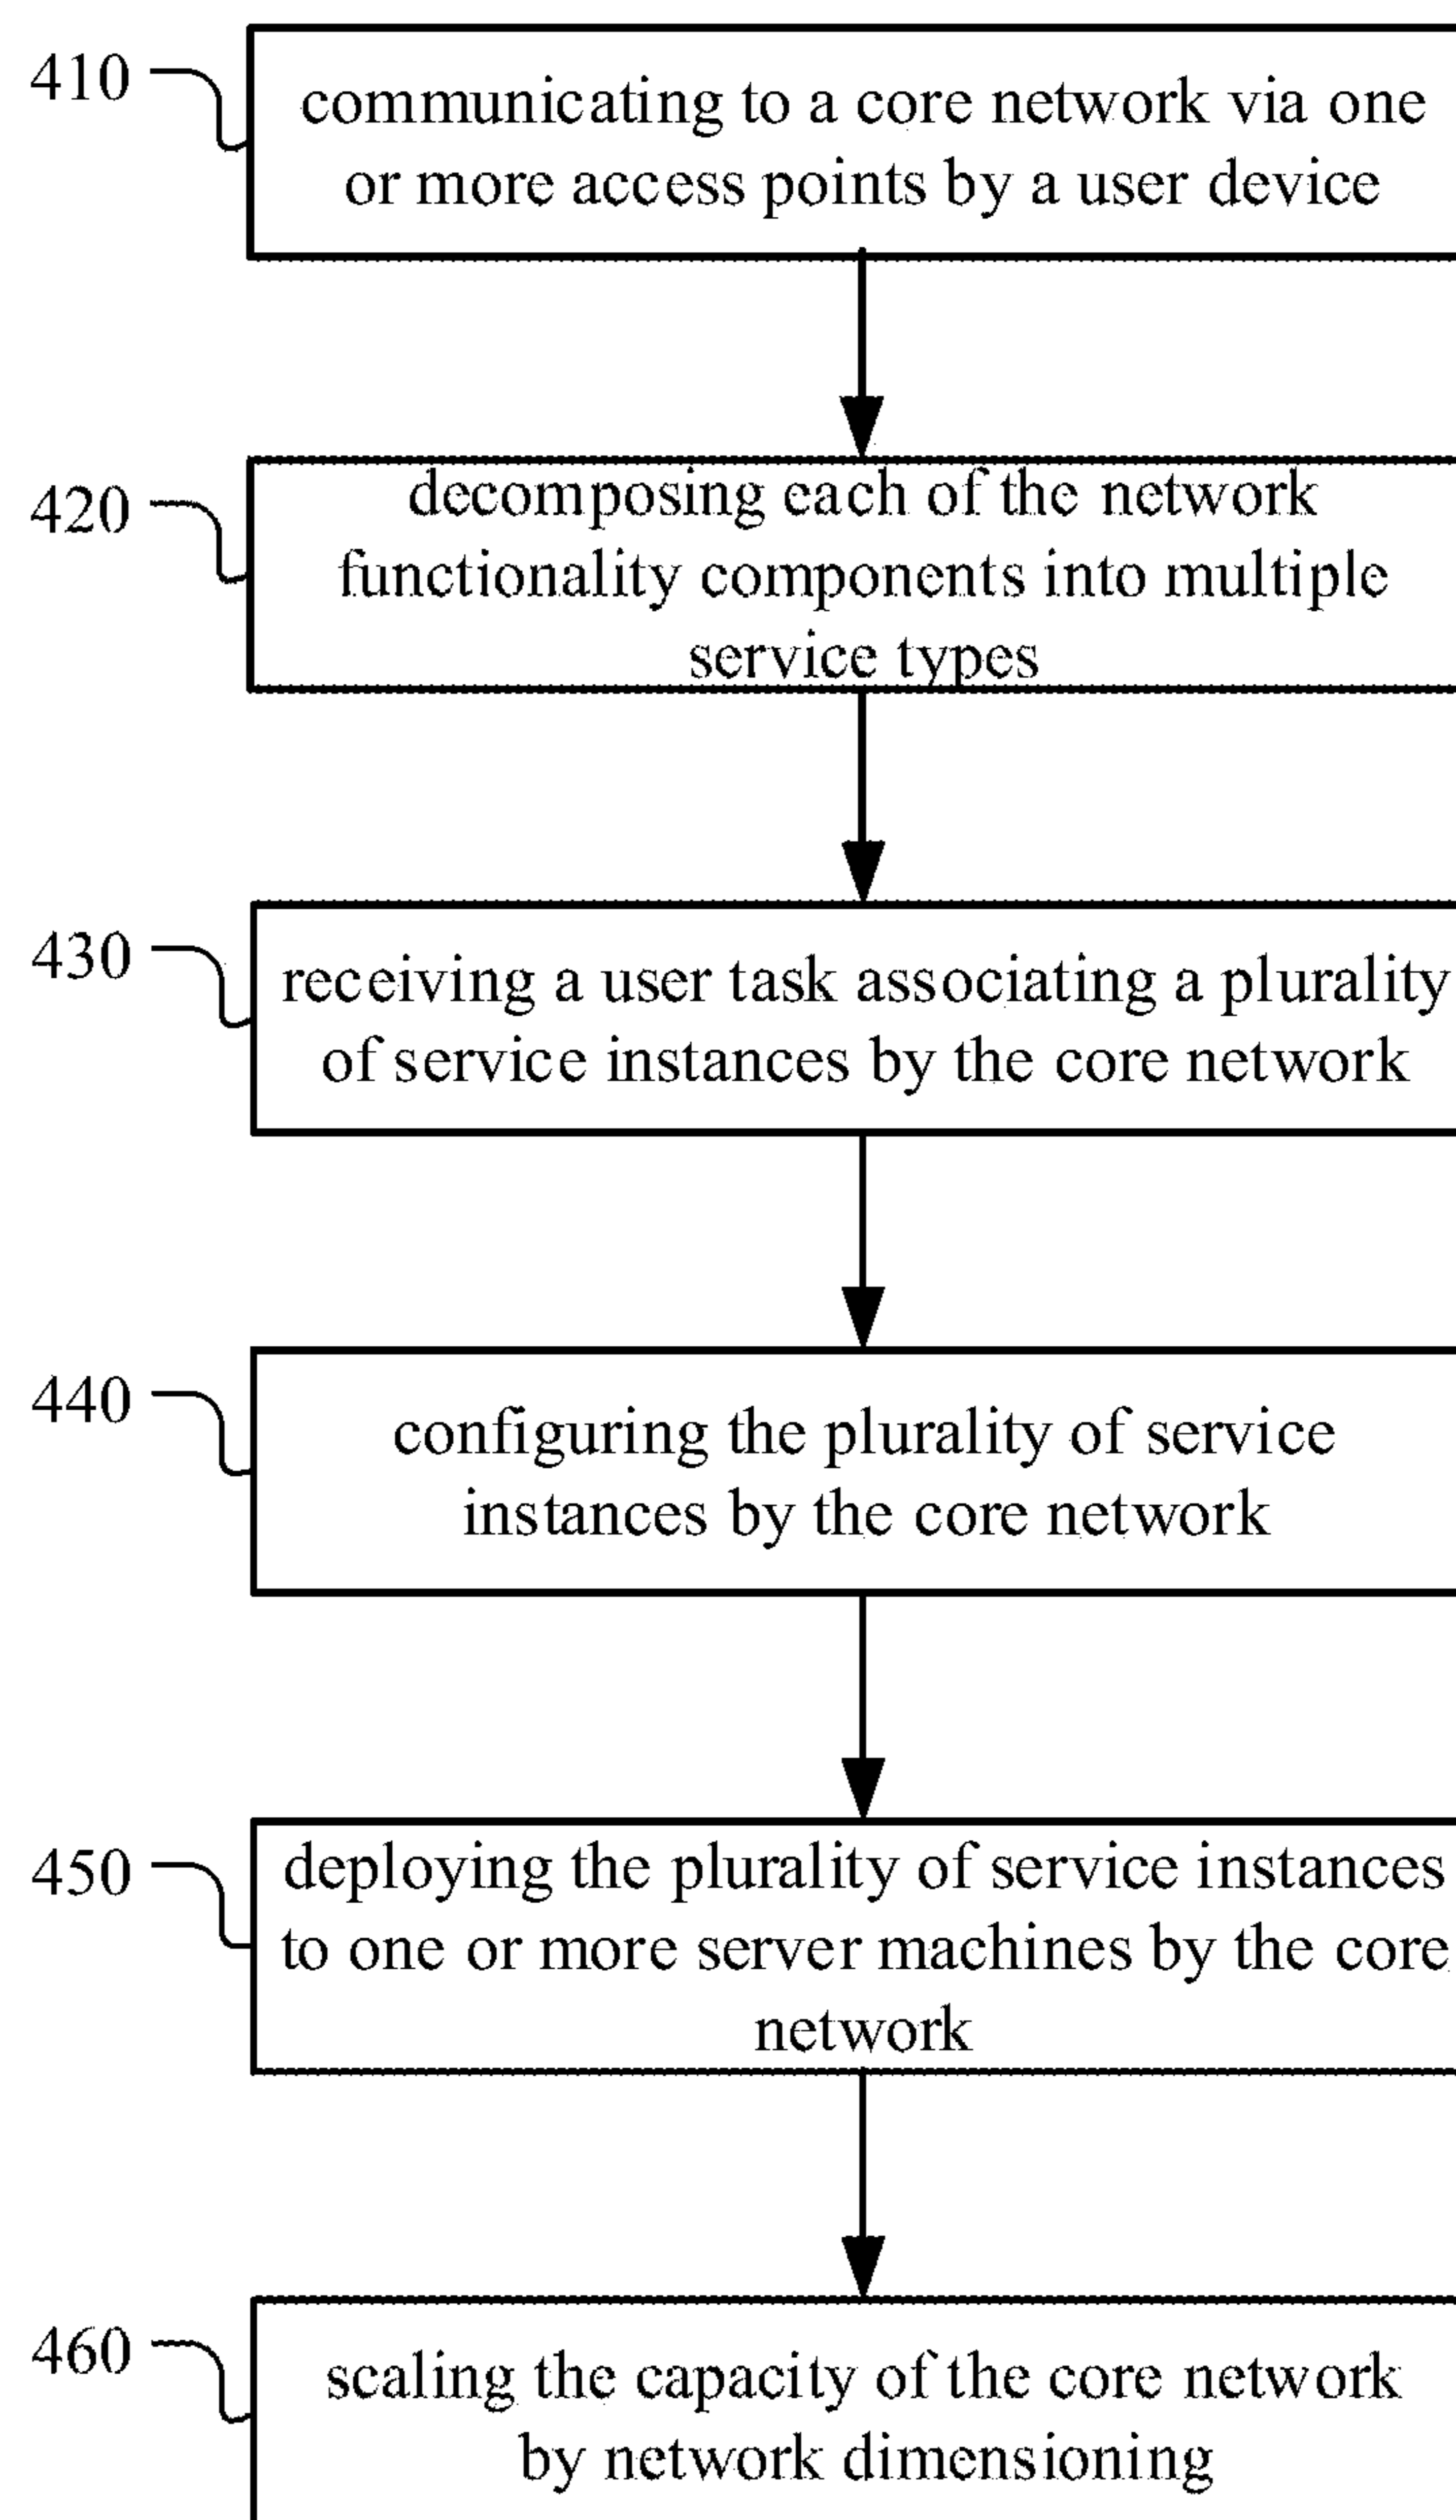 410
communicating to a core network via one
or more access points by a user device
420
decomposing each of the network
functionality components into multiple
service types
430
receiving a user task associating a plurality
of service instances by the core network
440
configuring the plurality of service
instances by the core network
450
deploying the plurality of service instances
to one or more server machines by the core
network
460
scaling the capacity of the core network
by network dimensioning